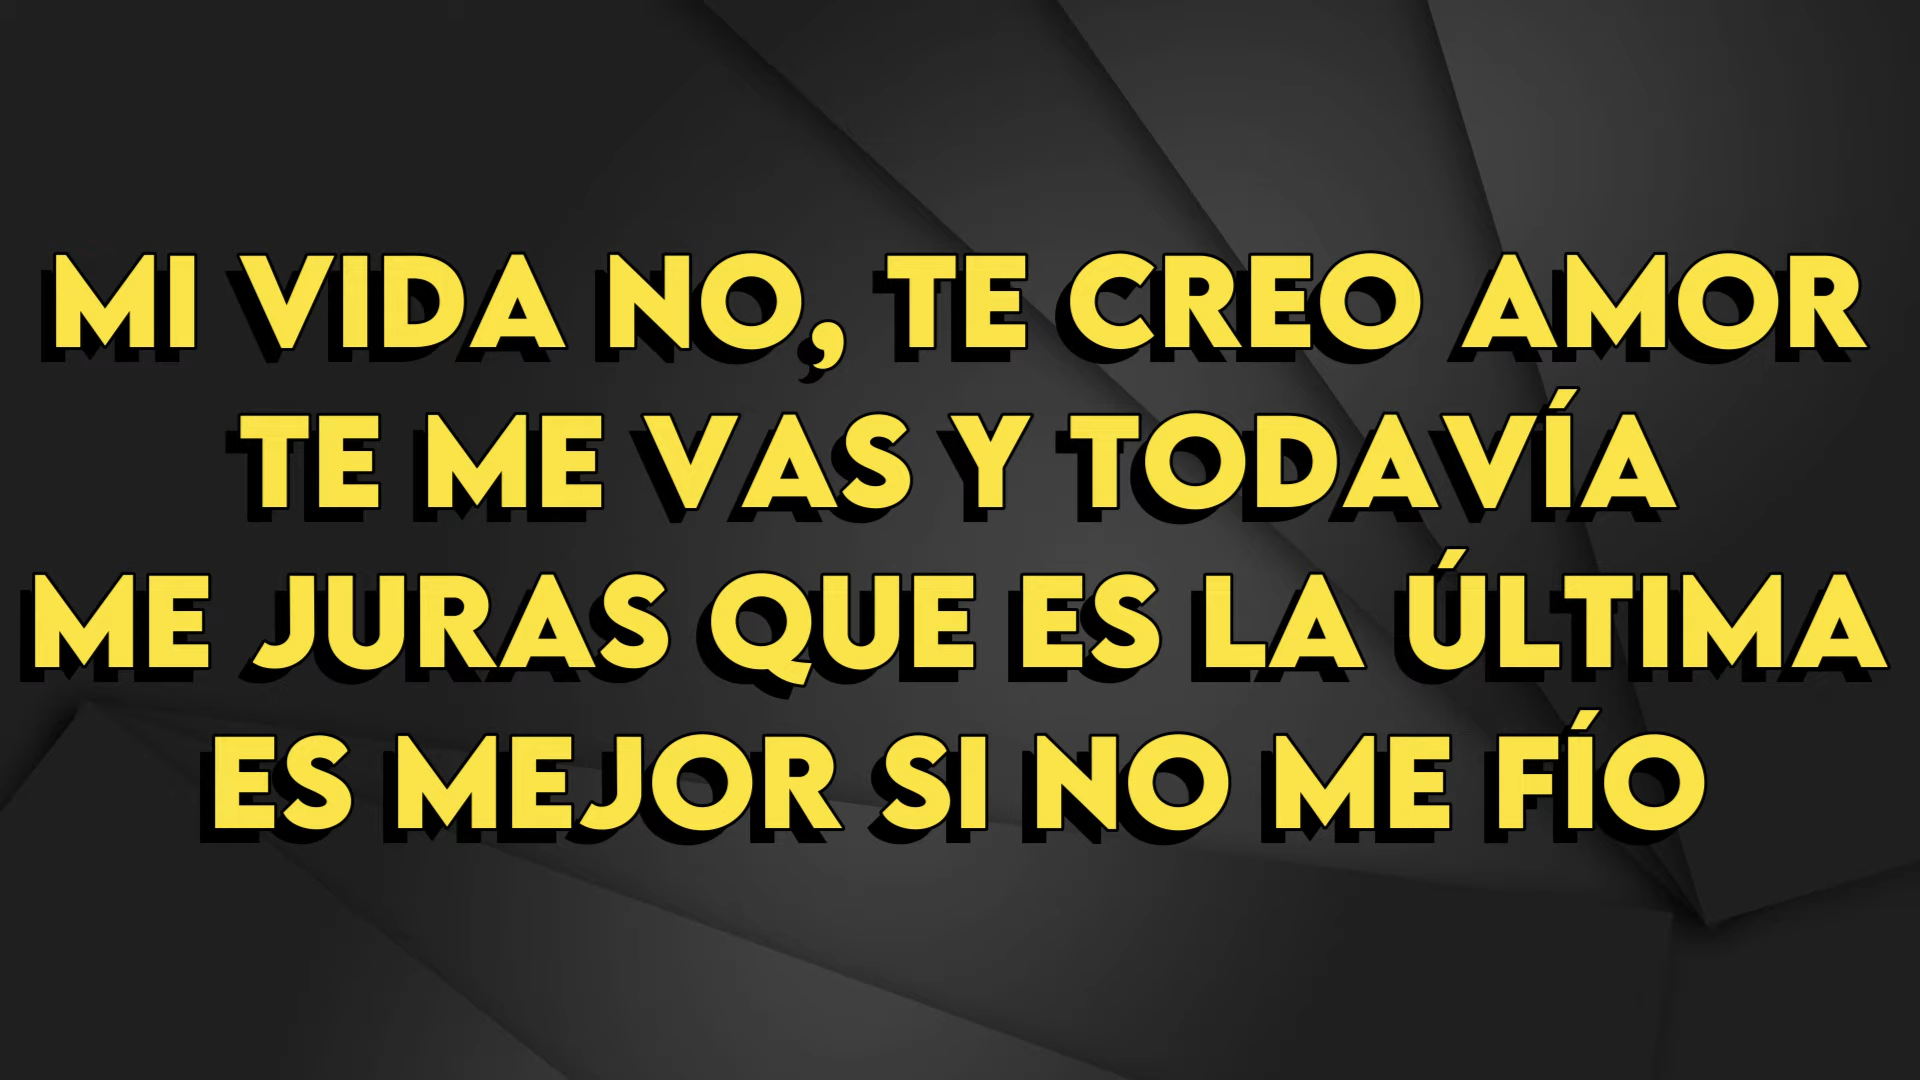 MI VIDA NO, TE CREO AMOR
TE ME VAS Y TODAVÍA
ME JURAS QUE ES LA ÚLTIMA
ES MEJOR SI NO ME FÍO